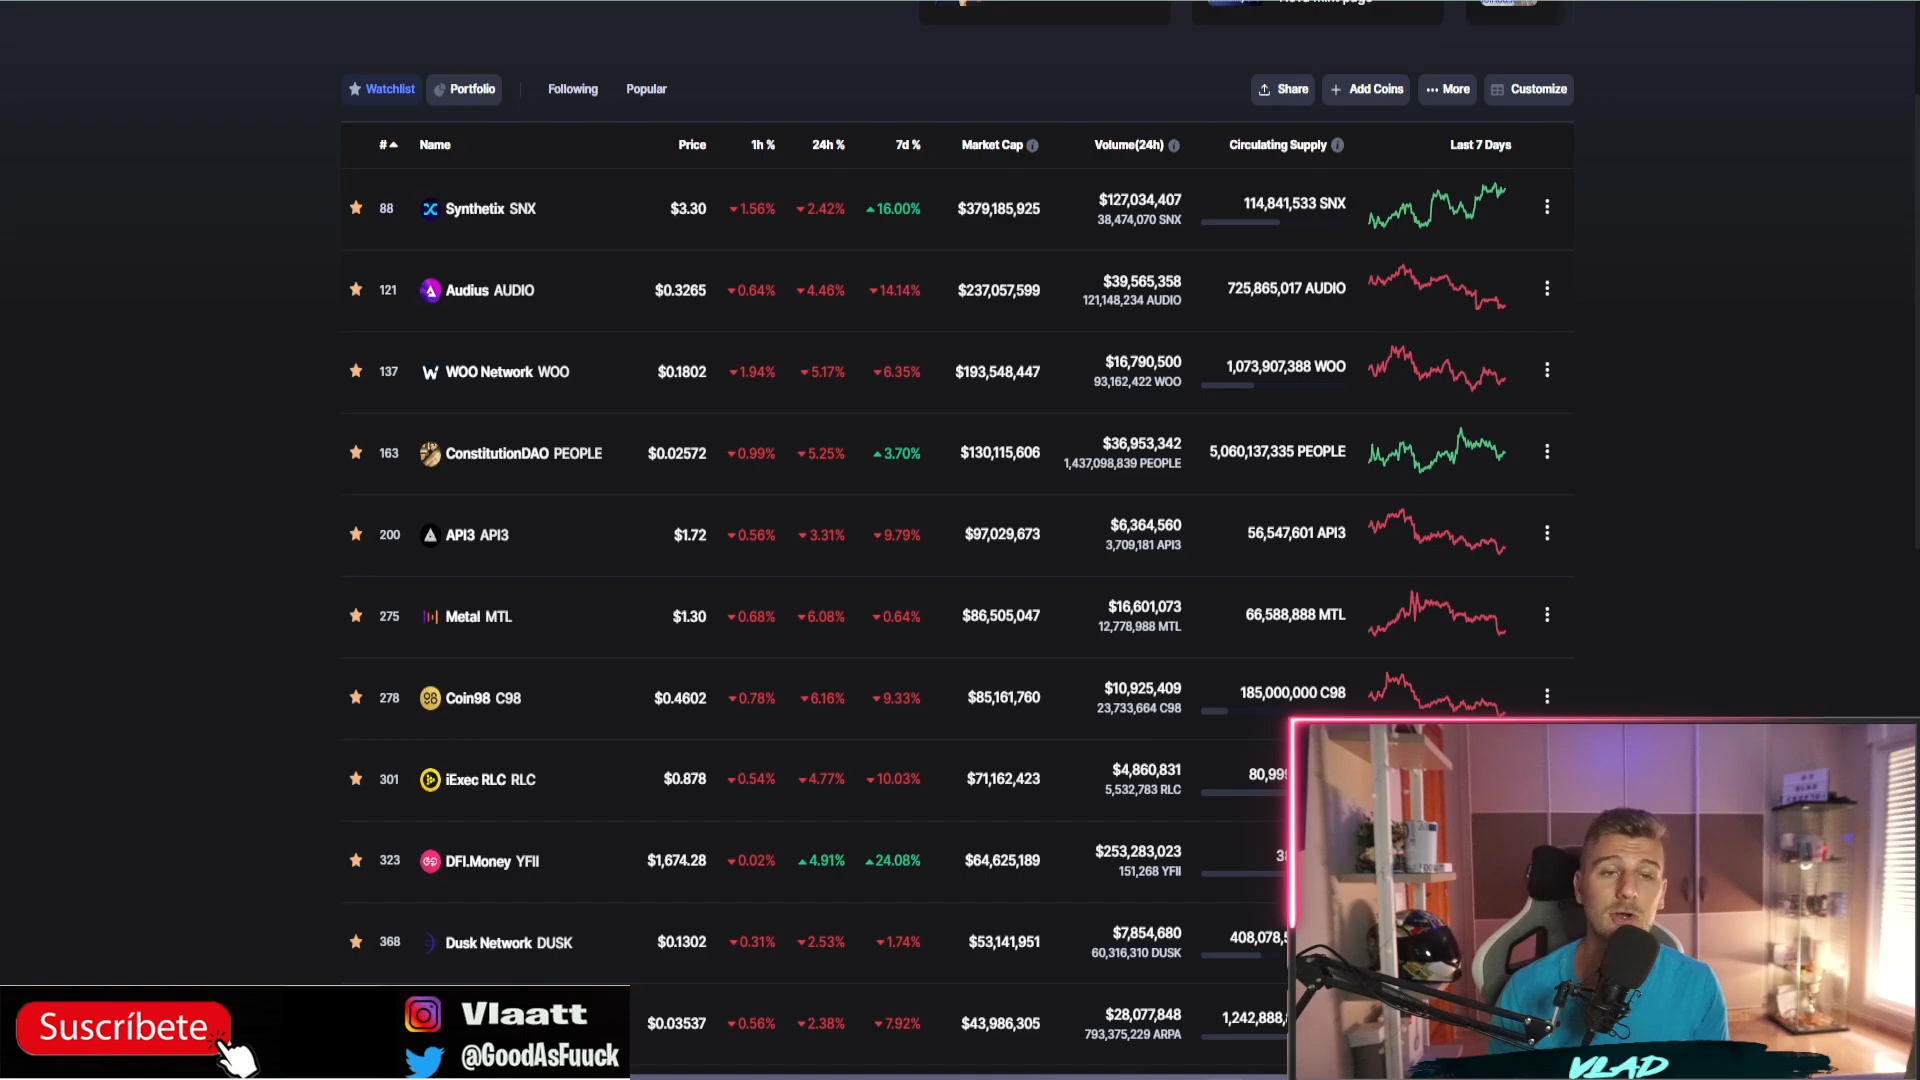 Watchlist Portfolio Following Popular Share + Add Coins ••• More Customize
# Name Price 1h % 24h % 7d % Market Cap Volume(24h) Circulating Supply Last 7 Days
88 Synthetix SNX $3.30 1.56% 2.42% 16.00% $379,185,925 $127,034,407 114,841,533 SNX
38,474,070 SNX
121 Audius AUDIO $0.3265 0.64% 4.46% 14.14% $237,057,599 $39,565,358 725,865,017 AUDIO
121,148,234 AUDIO
137 WOO Network WOO $0.1802 1.94% 5.17% 6.35% $193,548,447 $16,790,500 1,073,907,388 WOO
93,162,422 WOO
163 ConstitutionDAO PEOPLE $0.02572 0.99% 5.25% 3.70% $130,115,606 $36,953,342 5,060,137,335 PEOPLE
1,437,098,839 PEOPLE
200 API3 API3 $1.72 0.56% 3.31% 9.79% $97,029,673 $6,364,560 56,547,601 API3
3,709,181 API3
275 Metal MTL $1.30 0.68% 6.08% 0.64% $86,505,047 $16,601,073 66,588,888 MTL
12,778,988 MTL
278 Coin98 C98 $0.4602 0.78% 6.16% 9.33% $85,161,760 $10,925,409 185,000,000 C98
23,733,664 C98
301 iExec RLC RLC $0.878 0.54% 4.77% 10.03% $71,162,423 $4,860,831 80,999
5,532,783 RLC
323 DFI.Money YFII $1,674.28 0.02% 4.91% 24.08% $64,625,189 $253,283,023 38
151,268 YFII
368 Dusk Network DUSK $0.1302 0.31% 2.53% 1.74% $53,141,951 $7,854,680 408,078,5
60,316,310 DUSK
$0.03537 0.56% 2.38% 7.92% $43,986,305 $28,077,848 1,242,888,
793,375,229 ARPA
Suscríbete
Vlaatt
@GoodAsFuuck
VLAD